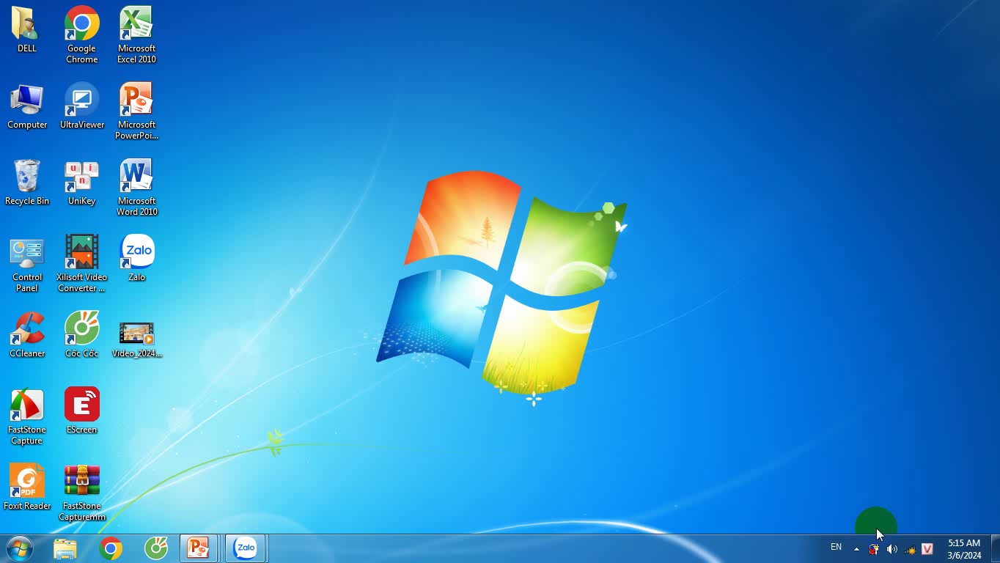 DELL
Google
Chrome
Microsoft
Excel 2010
Computer
UltraViewer
Microsoft
PowerPoi...
Recycle Bin
u i
n
UniKey
Microsoft
Word 2010
Control
Panel
Xilisoft Video
Converter ...
Zalo
Zalo
CCleaner
Cốc Cốc
Video_2024...
FastStone
Capture
E
EScreen
PDF
Foxit Reader
FastStone
Capturemm
P
Zalo
EN
V
5:15 AM
3/6/2024